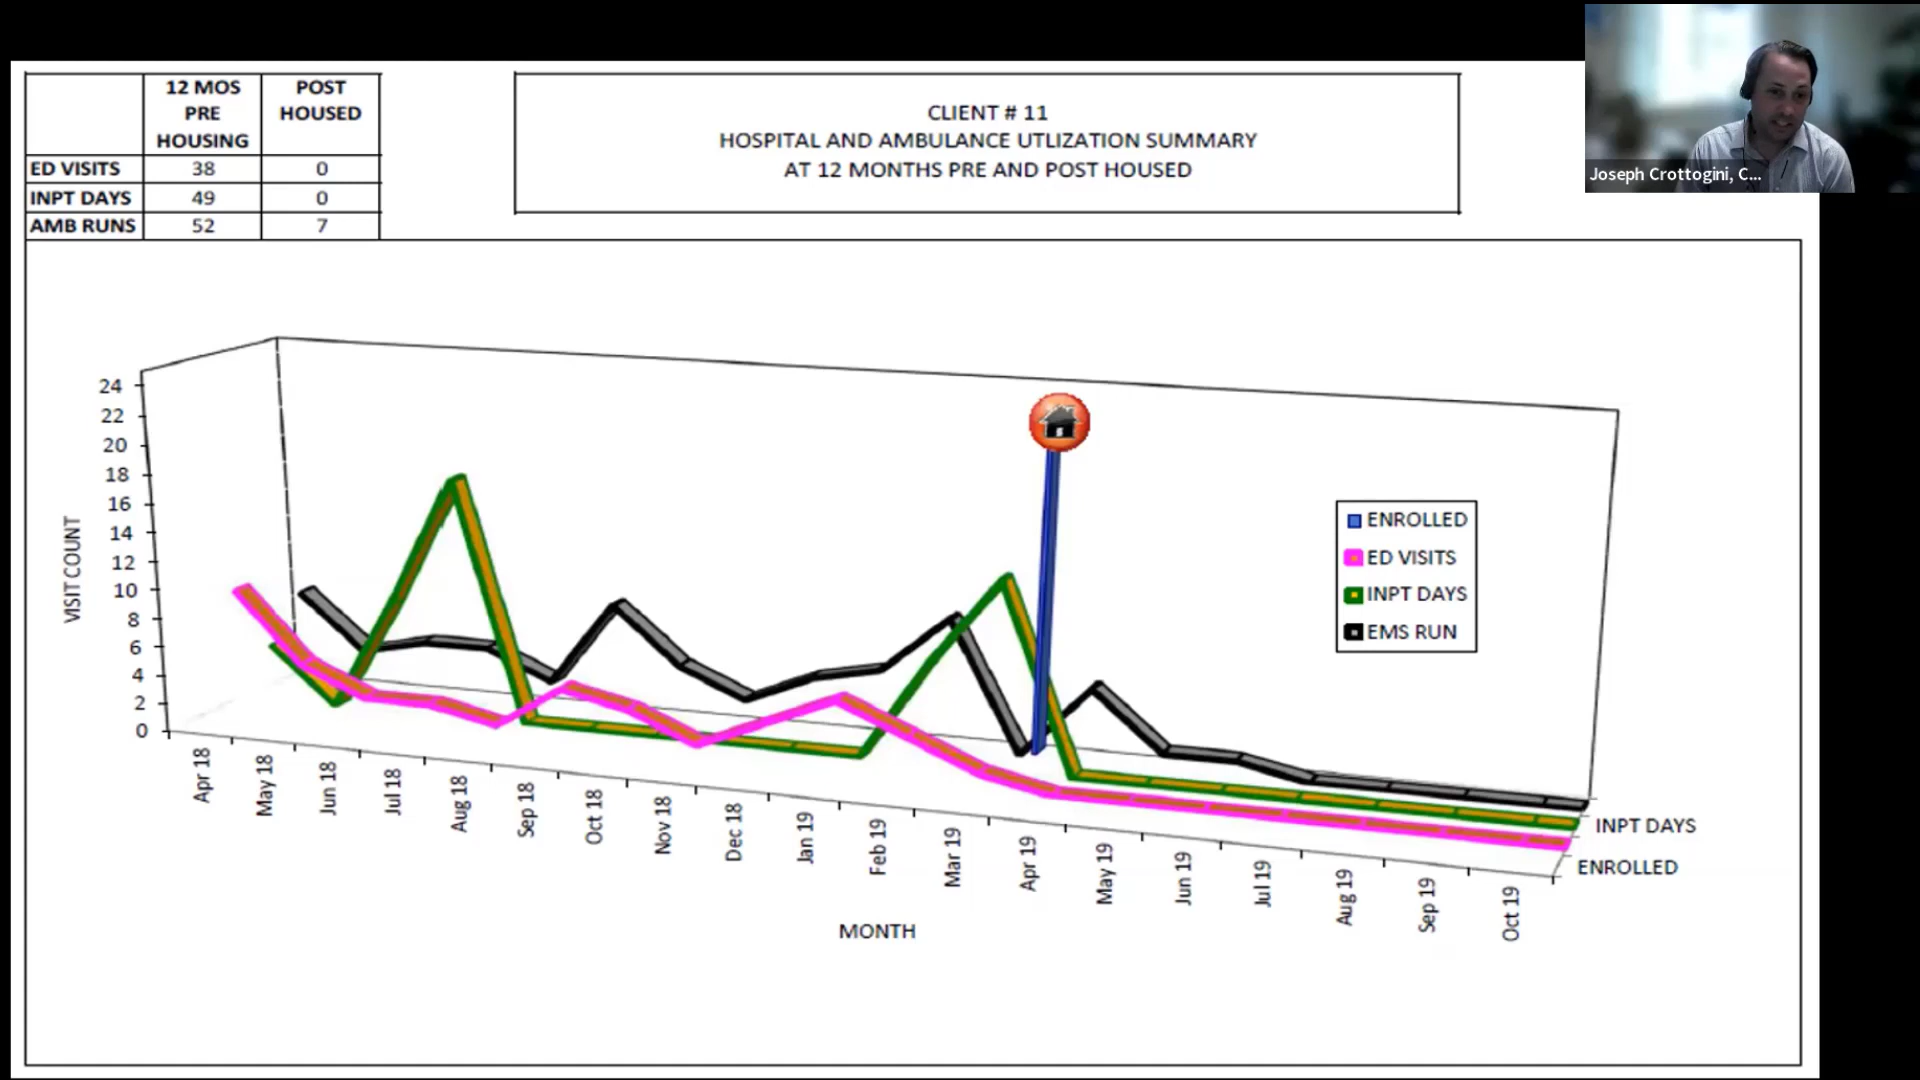 12 MOS PRE HOUSING
POST HOUSED
ED VISITS 38 0
INPT DAYS 49 0
AMB RUNS 52 7
CLIENT # 11
HOSPITAL AND AMBULANCE UTLIZATION SUMMARY
AT 12 MONTHS PRE AND POST HOUSED
Joseph Crottogini, C...
VISIT COUNT
24
22
20
18
16
14
12
10
8
6
4
2
0
ENROLLED
ED VISITS
INPT DAYS
EMS RUN
Apr 18
May 18
Jun 18
Jul 18
Aug 18
Sep 18
Oct 18
Nov 18
Dec 18
Jan 19
Feb 19
Mar 19
Apr 19
May 19
Jun 19
Jul 19
Aug 19
Sep 19
Oct 19
INPT DAYS
ENROLLED
MONTH